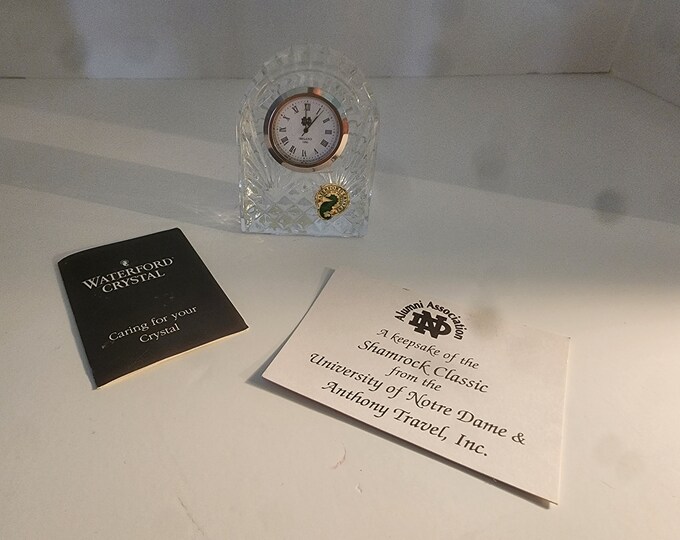 WATERFORD
CRYSTAL
Caring for your
Crystal
Alumni Association
ND
A keepsake of the
Shamrock Classic
from the
University of Notre Dame &
Anthony Travel, Inc.